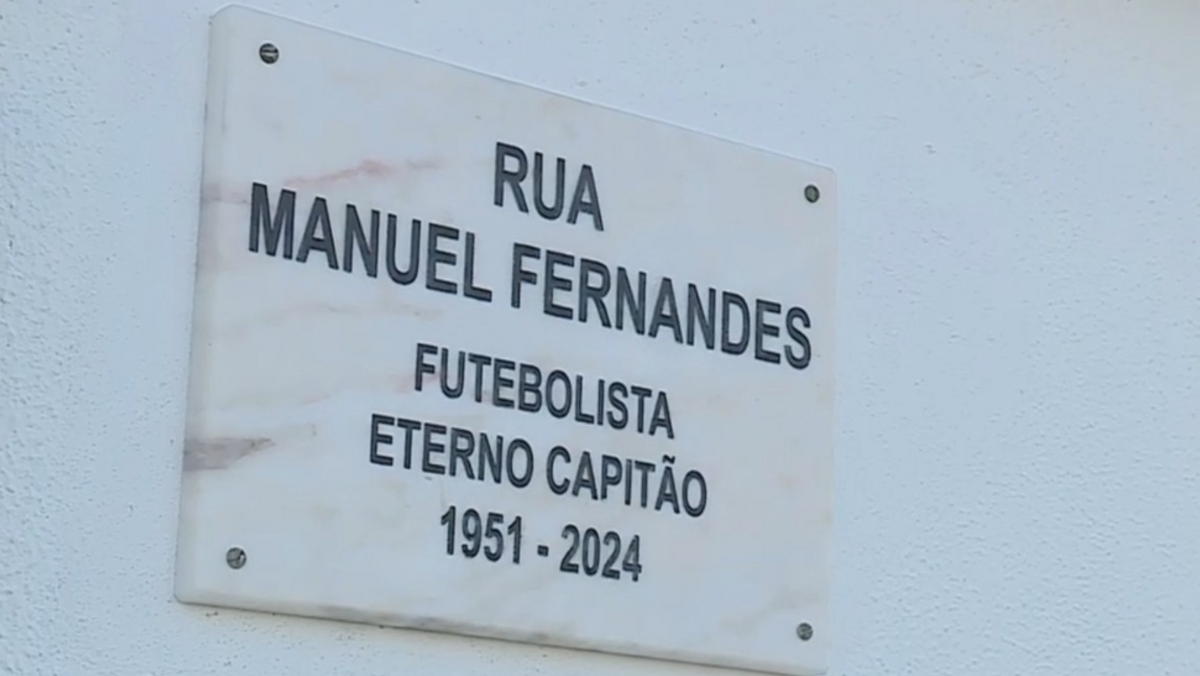 RUA
MANUEL FERNANDES
FUTEBOLISTA
ETERNO CAPITÃO
1951 - 2024